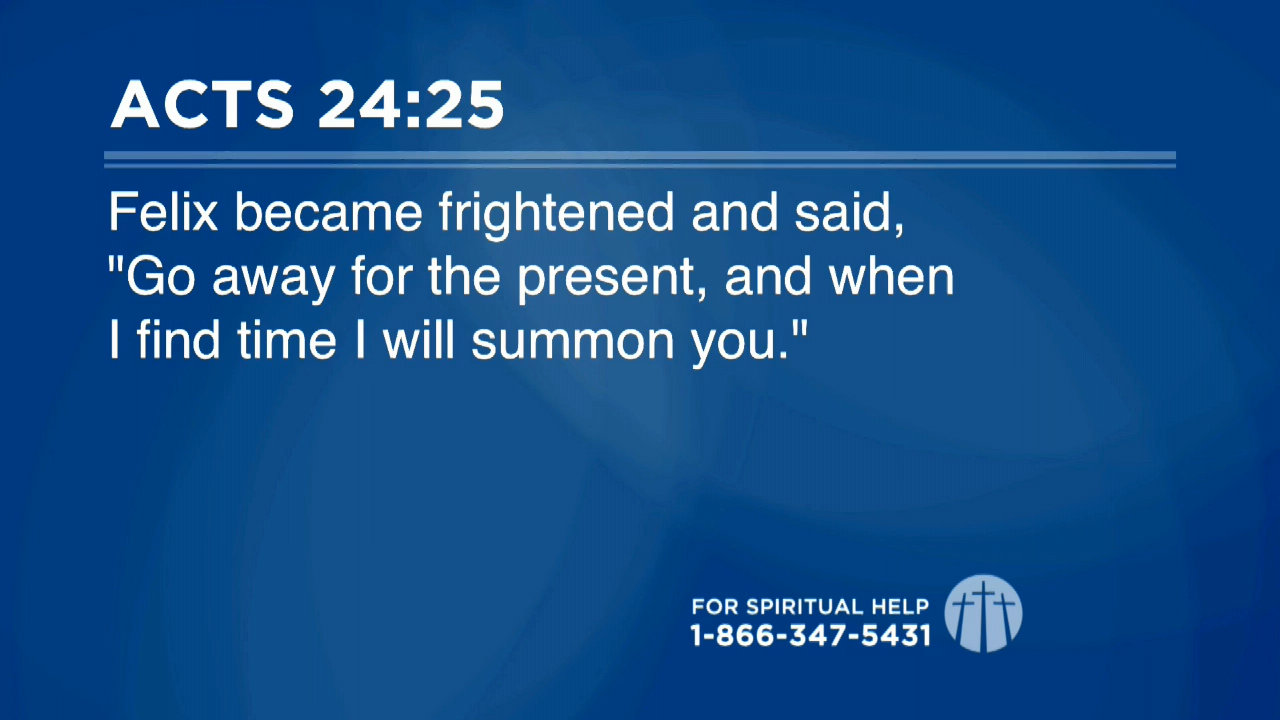 ACTS 24:25
Felix became frightened and said,
"Go away for the present, and when
I find time I will summon you."
FOR SPIRITUAL HELP
1-866-347-5431